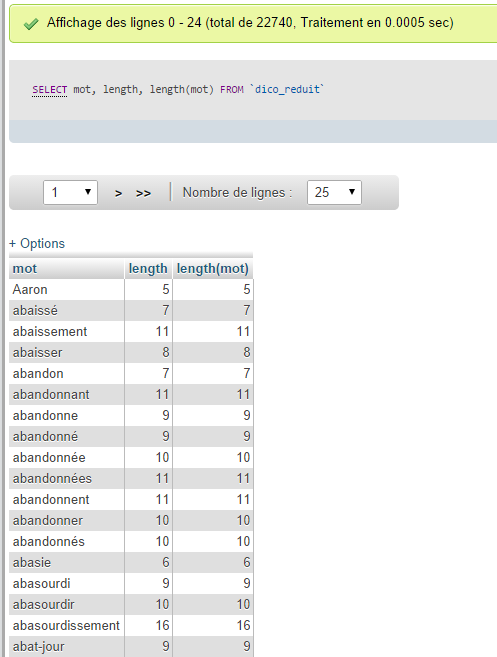 Affichage des lignes 0 - 24 (total de 22740, Traitement en 0.0005 sec)
SELECT mot, length, length(mot) FROM `dico_reduit`
1 > >> Nombre de lignes : 25
+ Options
mot length length(mot)
Aaron 5 5
abaissé 7 7
abaissement 11 11
abaisser 8 8
abandon 7 7
abandonnant 11 11
abandonne 9 9
abandonné 9 9
abandonnée 10 10
abandonnées 11 11
abandonnent 11 11
abandonner 10 10
abandonnés 10 10
abasie 6 6
abasourdi 9 9
abasourdir 10 10
abasourdissement 16 16
abat-jour 9 9